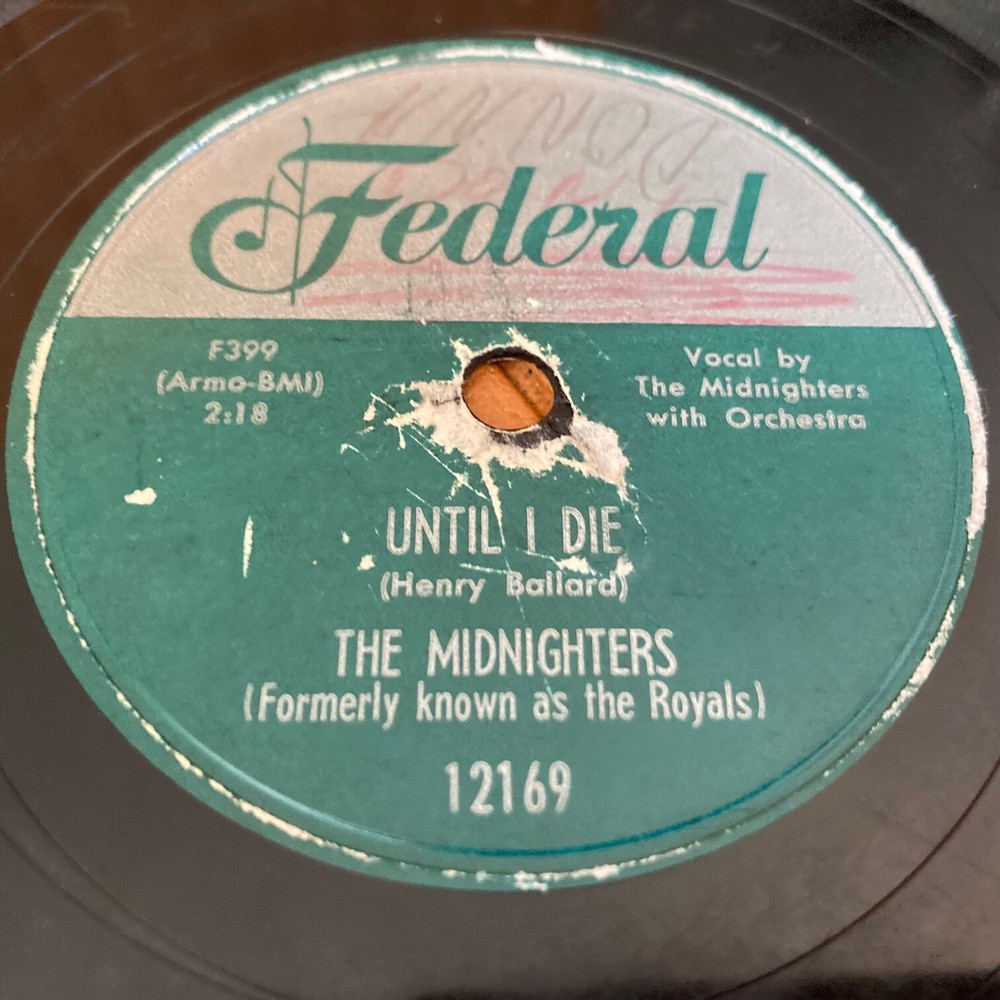 Federal
F399
(Armo-BMI)
2:18
Vocal by
The Midnighters
with Orchestra
UNTIL I DIE
(Henry Ballard)
THE MIDNIGHTERS
(Formerly known as the Royals)
12169